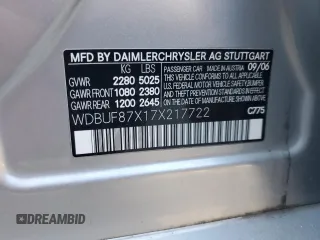 MFD BY DAIMLERCHRYSLER AG STUTTGART
KG LBS PASSENGER CAR 09/06
GVWR 2280 5025 MADE IN AUSTRIA
GAWR FRONT 1080 2380
GAWR REAR 1200 2645
THIS VEHICLE CONFORMS TO ALL APPLICABLE U.S. FEDERAL MOTOR VEHICLE SAFETY BUMPER AND THEFT PREVENTION STANDARDS IN EFFECT ON THE DATE OF MANUFACTURE SHOWN ABOVE
WDBUF87X17X217722 C775
DREAMBID